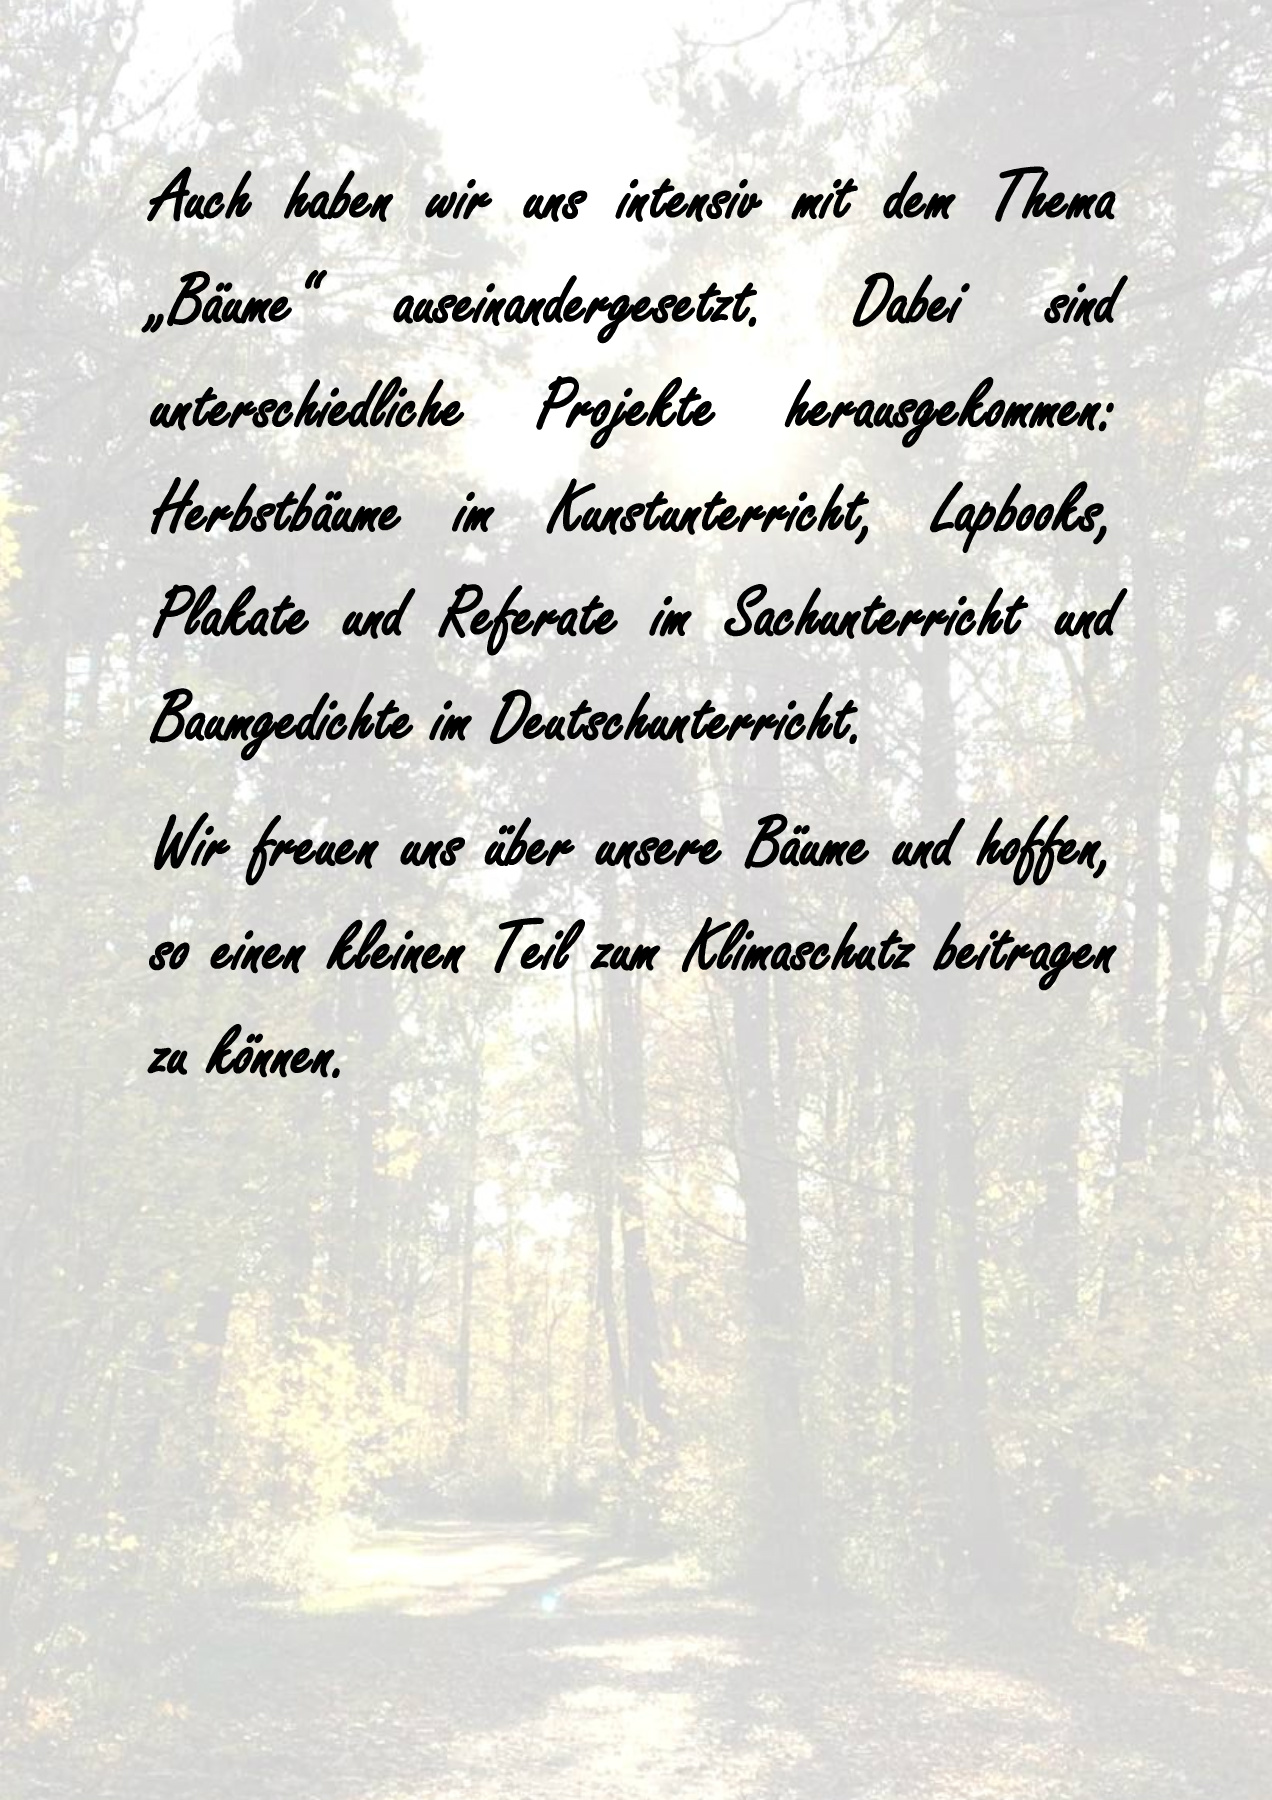 Auch haben wir uns intensiv mit dem Thema
„Bäume“ auseinandergesetzt. Dabei sind
unterschiedliche Projekte herausgekommen:
Herbstbäume im Kunstunterricht, Lapbooks,
Plakate und Referate im Sachunterricht und
Baumgedichte im Deutschunterricht.
Wir freuen uns über unsere Bäume und hoffen,
so einen kleinen Teil zum Klimaschutz beitragen
zu können.